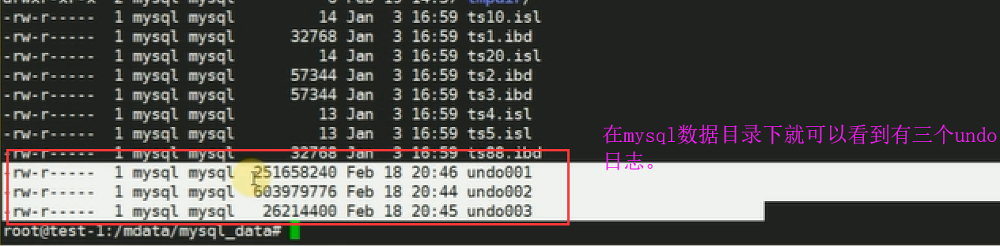 -rw-r----- 1 mysql mysql 14 Jan 3 16:59 ts10.isl
-rw-r----- 1 mysql mysql 32768 Jan 3 16:59 ts1.ibd
-rw-r----- 1 mysql mysql 14 Jan 3 16:59 ts20.isl
-rw-r----- 1 mysql mysql 57344 Jan 3 16:59 ts2.ibd
-rw-r----- 1 mysql mysql 57344 Jan 3 16:59 ts3.ibd
-rw-r----- 1 mysql mysql 13 Jan 3 16:59 ts4.isl
-rw-r----- 1 mysql mysql 13 Jan 3 16:59 ts5.isl
-rw-r----- 1 mysql mysql 32768 Jan 3 16:59 ts88.ibd
-rw-r----- 1 mysql mysql 251658240 Feb 18 20:46 undo001
-rw-r----- 1 mysql mysql 603979776 Feb 18 20:44 undo002
-rw-r----- 1 mysql mysql 26214400 Feb 18 20:45 undo003
root@test-1:/mdata/mysql_data#
在mysql数据目录下就可以看到有三个undo
日志。